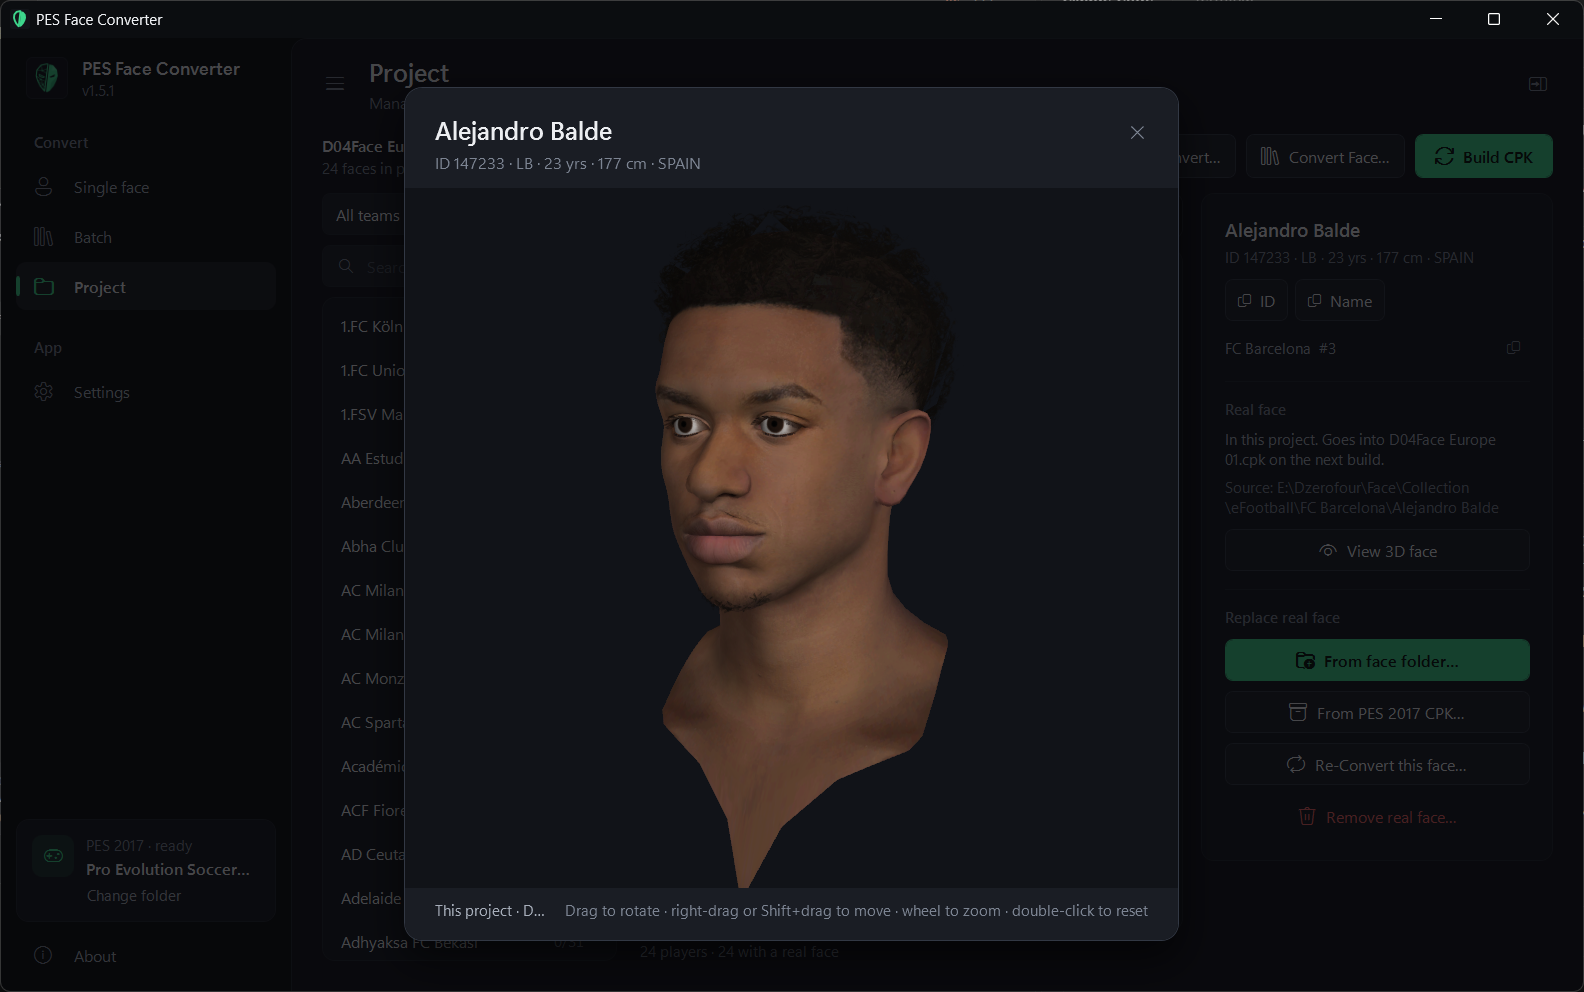 PES Face Converter
PES Face Converter
v1.5.1
Convert
Single face
Batch
Project
App
Settings
PES 2017 · ready
Pro Evolution Soccer...
Change folder
About
Project
Mana
D04Face Eu
24 faces in p
All teams
Searc
1.FC Köln
1.FC Unio
1.FSV Ma
AA Estud
Aberdeer
Abha Clu
AC Milan
AC Milan
AC Monz
AC Sparta
Académic
ACF Fiore
AD Ceuta
Adelaide
Adhyaksa FC Bekasi
0/31
24 players · 24 with a real face
Alejandro Balde
ID 147233 · LB · 23 yrs · 177 cm · SPAIN
This project · D...
Drag to rotate · right-drag or Shift+drag to move · wheel to zoom · double-click to reset
nvert...
Convert Face...
Build CPK
Alejandro Balde
ID 147233 · LB · 23 yrs · 177 cm · SPAIN
ID
Name
FC Barcelona #3
Real face
In this project. Goes into D04Face Europe
01.cpk on the next build.
Source: E:\Dzerofour\Face\Collection
\eFootball\FC Barcelona\Alejandro Balde
View 3D face
Replace real face
From face folder...
From PES 2017 CPK...
Re-Convert this face...
Remove real face...